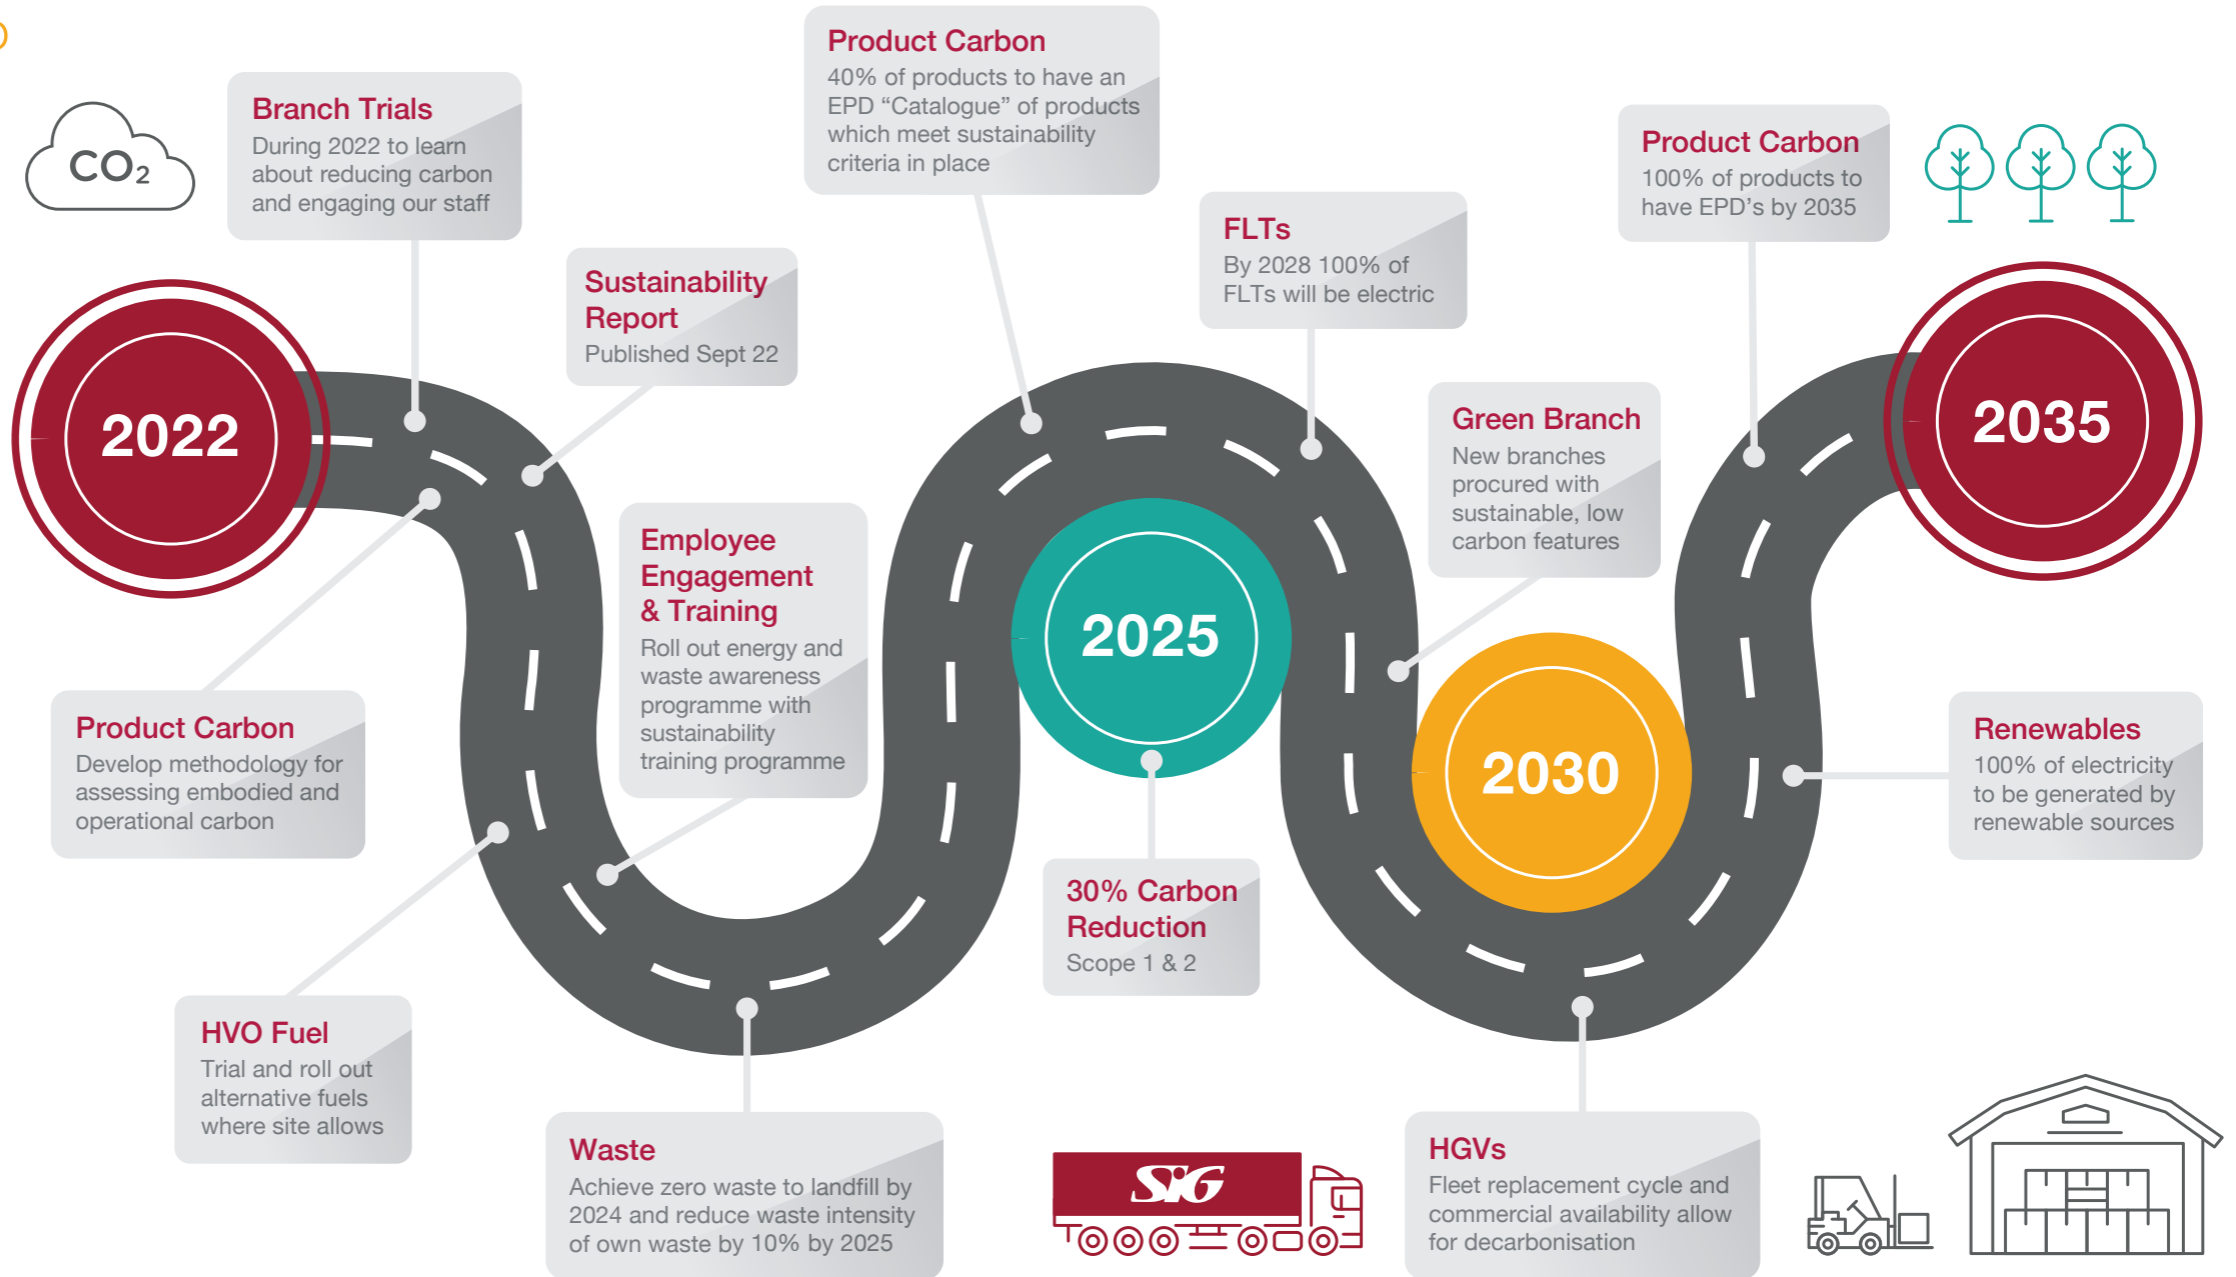 CO₂
Branch Trials
During 2022 to learn
about reducing carbon
and engaging our staff
2022
Sustainability
Report
Published Sept 22
Product Carbon
Develop methodology for
assessing embodied and
operational carbon
HVO Fuel
Trial and roll out
alternative fuels
where site allows
Employee
Engagement
& Training
Roll out energy and
waste awareness
programme with
sustainability
training programme
Waste
Achieve zero waste to landfill by
2024 and reduce waste intensity
of own waste by 10% by 2025
Product Carbon
40% of products to have an
EPD “Catalogue” of products
which meet sustainability
criteria in place
2025
30% Carbon
Reduction
Scope 1 & 2
FLTs
By 2028 100% of
FLTs will be electric
Green Branch
New branches
procured with
sustainable, low
carbon features
2030
SIG
HGVs
Fleet replacement cycle and
commercial availability allow
for decarbonisation
Renewables
100% of electricity
to be generated by
renewable sources
Product Carbon
100% of products to
have EPD’s by 2035
2035